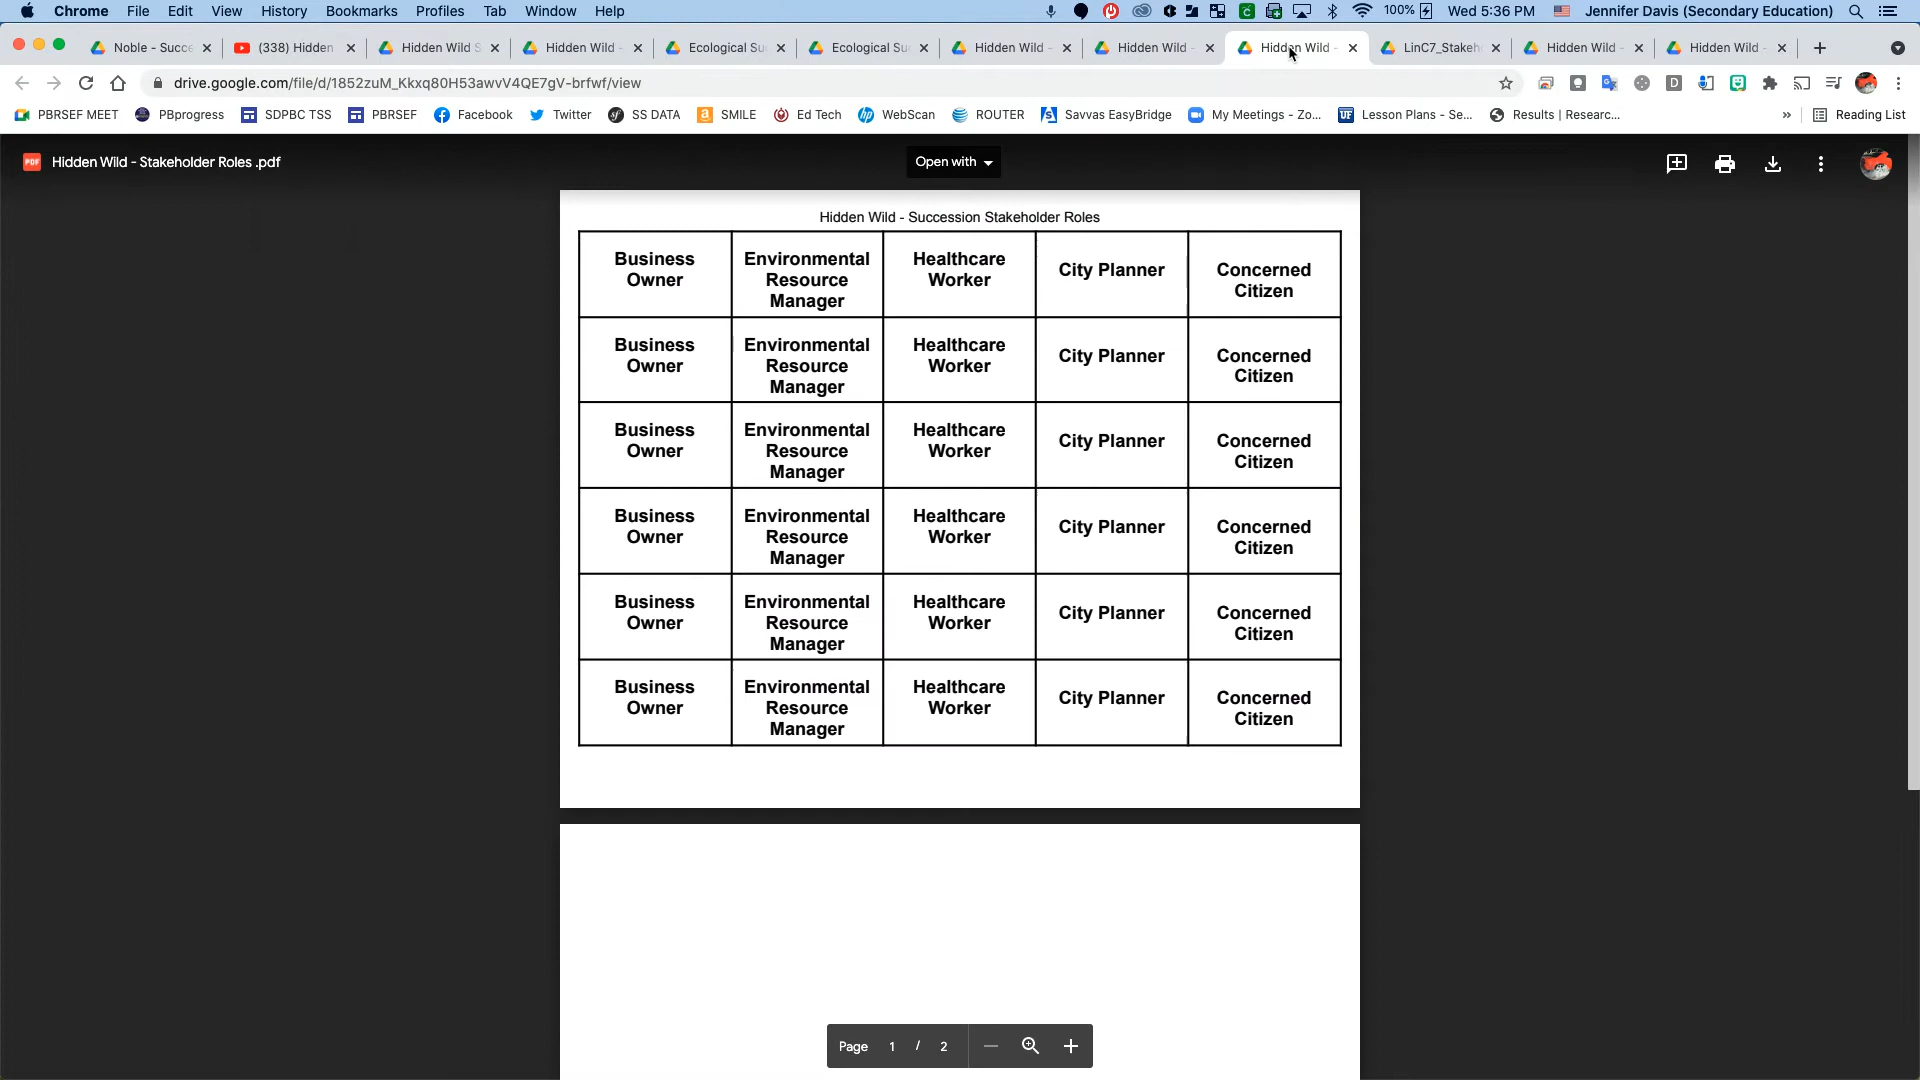 Chrome File Edit View History Bookmarks Profiles Tab Window Help 100% Wed 5:36 PM Jennifer Davis (Secondary Education)
Noble - Succe (338) Hidden Hidden Wild S Hidden Wild - Ecological Su Ecological Su Hidden Wild - Hidden Wild - Hidden Wild - LinC7_Stakeh Hidden Wild - Hidden Wild -
drive.google.com/file/d/1852zuM_Kkxq80H53awvV4QE7gV-brfwf/view
PBRSEF MEET PBprogress SDPBC TSS PBRSEF Facebook Twitter SS DATA SMILE Ed Tech WebScan ROUTER Savvas EasyBridge My Meetings - Zo... Lesson Plans - Se... Results | Researc... » Reading List
PDF Hidden Wild - Stakeholder Roles .pdf Open with
Hidden Wild - Succession Stakeholder Roles
Business Owner Environmental Resource Manager Healthcare Worker City Planner Concerned Citizen
Business Owner Environmental Resource Manager Healthcare Worker City Planner Concerned Citizen
Business Owner Environmental Resource Manager Healthcare Worker City Planner Concerned Citizen
Business Owner Environmental Resource Manager Healthcare Worker City Planner Concerned Citizen
Business Owner Environmental Resource Manager Healthcare Worker City Planner Concerned Citizen
Business Owner Environmental Resource Manager Healthcare Worker City Planner Concerned Citizen
Page 1 / 2